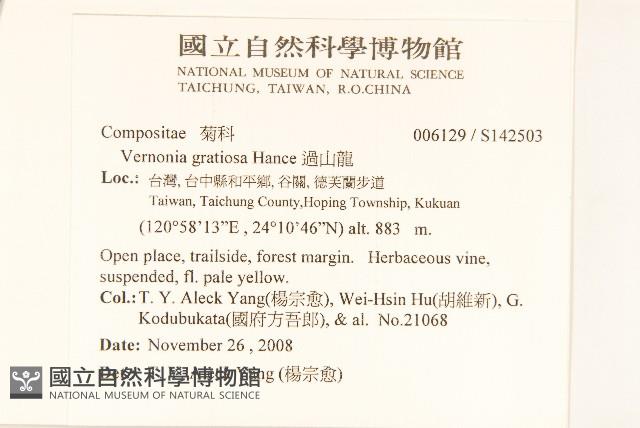 國立自然科學博物館
NATIONAL MUSEUM OF NATURAL SCIENCE
TAICHUNG, TAIWAN, R.O.CHINA
Compositae 菊科 006129 / S142503
Vernonia gratiosa Hance 過山龍
Loc.: 台灣, 台中縣和平鄉, 谷關, 德芙蘭步道
Taiwan, Taichung County,Hoping Township, Kukuan
(120°58’13”E , 24°10’46”N) alt. 883 m.
Open place, trailside, forest margin. Herbaceous vine,
suspended, fl. pale yellow.
Col.: T. Y. Aleck Yang(楊宗愈), Wei-Hsin Hu(胡維新), G.
Kodubukata(國府方吾郎), & al. No.21068
Date: November 26 , 2008
Aleck Yang (楊宗愈)
國立自然科學博物館
NATIONAL MUSEUM OF NATURAL SCIENCE